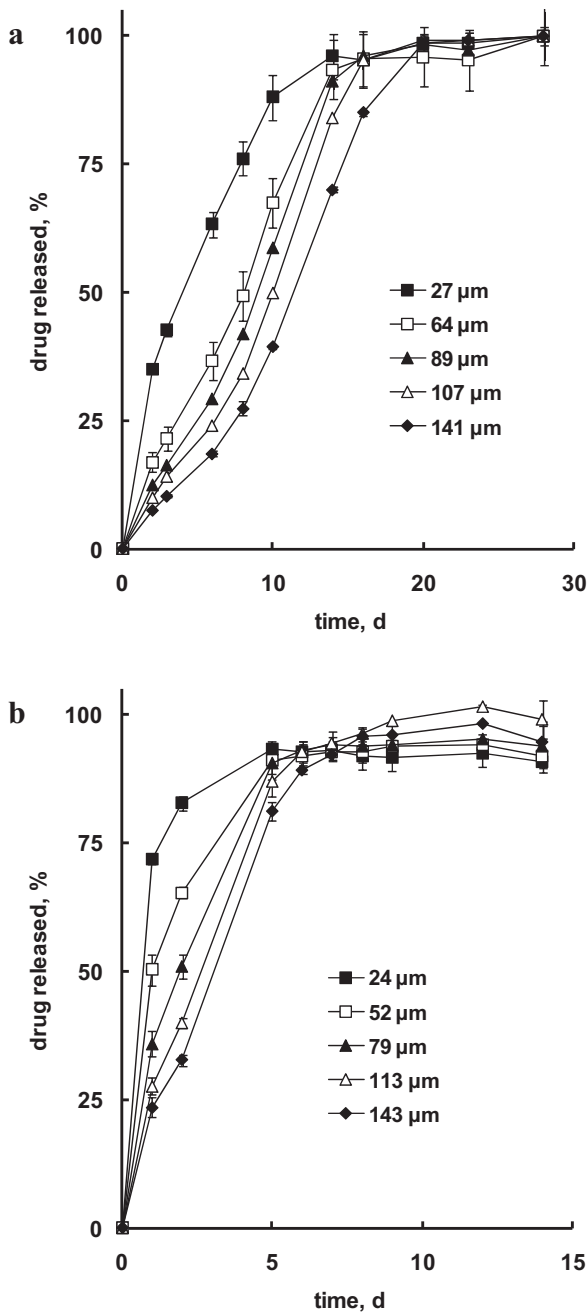 a
100
75
50
25
0
drug released, %
27 µm
64 µm
89 µm
107 µm
141 µm
0 10 20 30
time, d
b
100
75
50
25
0
drug released, %
24 µm
52 µm
79 µm
113 µm
143 µm
0 5 10 15
time, d